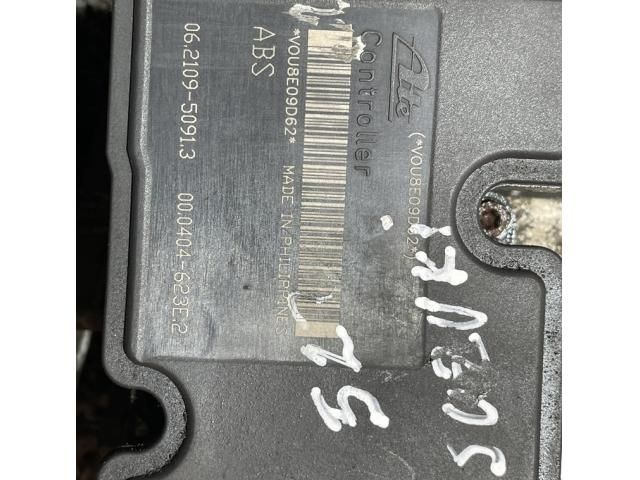 Ate
Controller
(*V0U8E09D62*)
*V0U8E09D62*
MADE IN PHILIPPINES
ABS
06.2109-5091.3
00.0404-623E.2